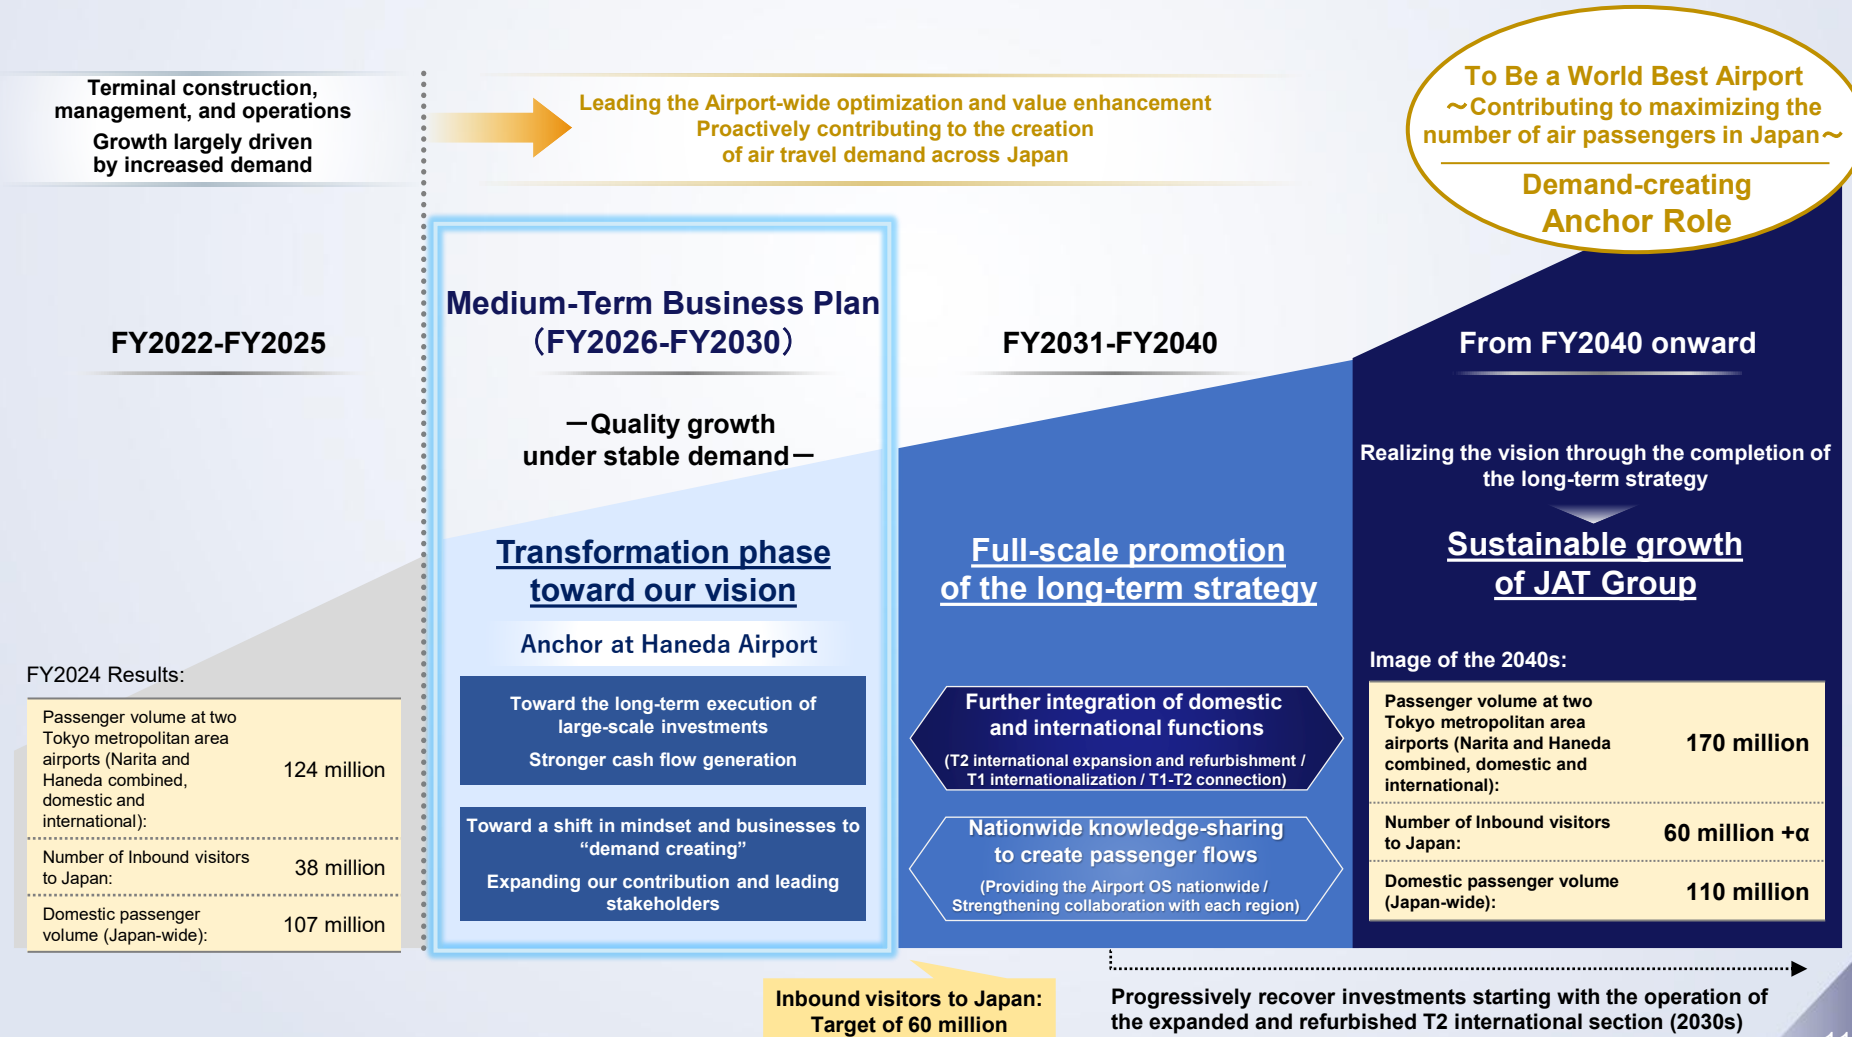 Terminal construction,
management, and operations
Growth largely driven
by increased demand
Leading the Airport-wide optimization and value enhancement
Proactively contributing to the creation
of air travel demand across Japan
To Be a World Best Airport
～Contributing to maximizing the
number of air passengers in Japan～
Demand-creating
Anchor Role
FY2022-FY2025
Medium-Term Business Plan
（FY2026-FY2030）
FY2031-FY2040
From FY2040 onward
－Quality growth
under stable demand－
Realizing the vision through the completion of
the long-term strategy
Transformation phase
toward our vision
Full-scale promotion
of the long-term strategy
Sustainable growth
of JAT Group
Anchor at Haneda Airport
FY2024 Results:
Passenger volume at two
Tokyo metropolitan area
airports (Narita and
Haneda combined,
domestic and
international):
124 million
Number of Inbound visitors
to Japan:
38 million
Domestic passenger
volume (Japan-wide):
107 million
Toward the long-term execution of
large-scale investments
Stronger cash flow generation
Toward a shift in mindset and businesses to
“demand creating”
Expanding our contribution and leading
stakeholders
Further integration of domestic
and international functions
(T2 international expansion and refurbishment /
T1 internationalization / T1-T2 connection)
Nationwide knowledge-sharing
to create passenger flows
(Providing the Airport OS nationwide /
Strengthening collaboration with each region)
Image of the 2040s:
Passenger volume at two
Tokyo metropolitan area
airports (Narita and Haneda
combined, domestic and
international):
170 million
Number of Inbound visitors
to Japan:
60 million +α
Domestic passenger volume
(Japan-wide):
110 million
Inbound visitors to Japan:
Target of 60 million
Progressively recover investments starting with the operation of
the expanded and refurbished T2 international section (2030s)